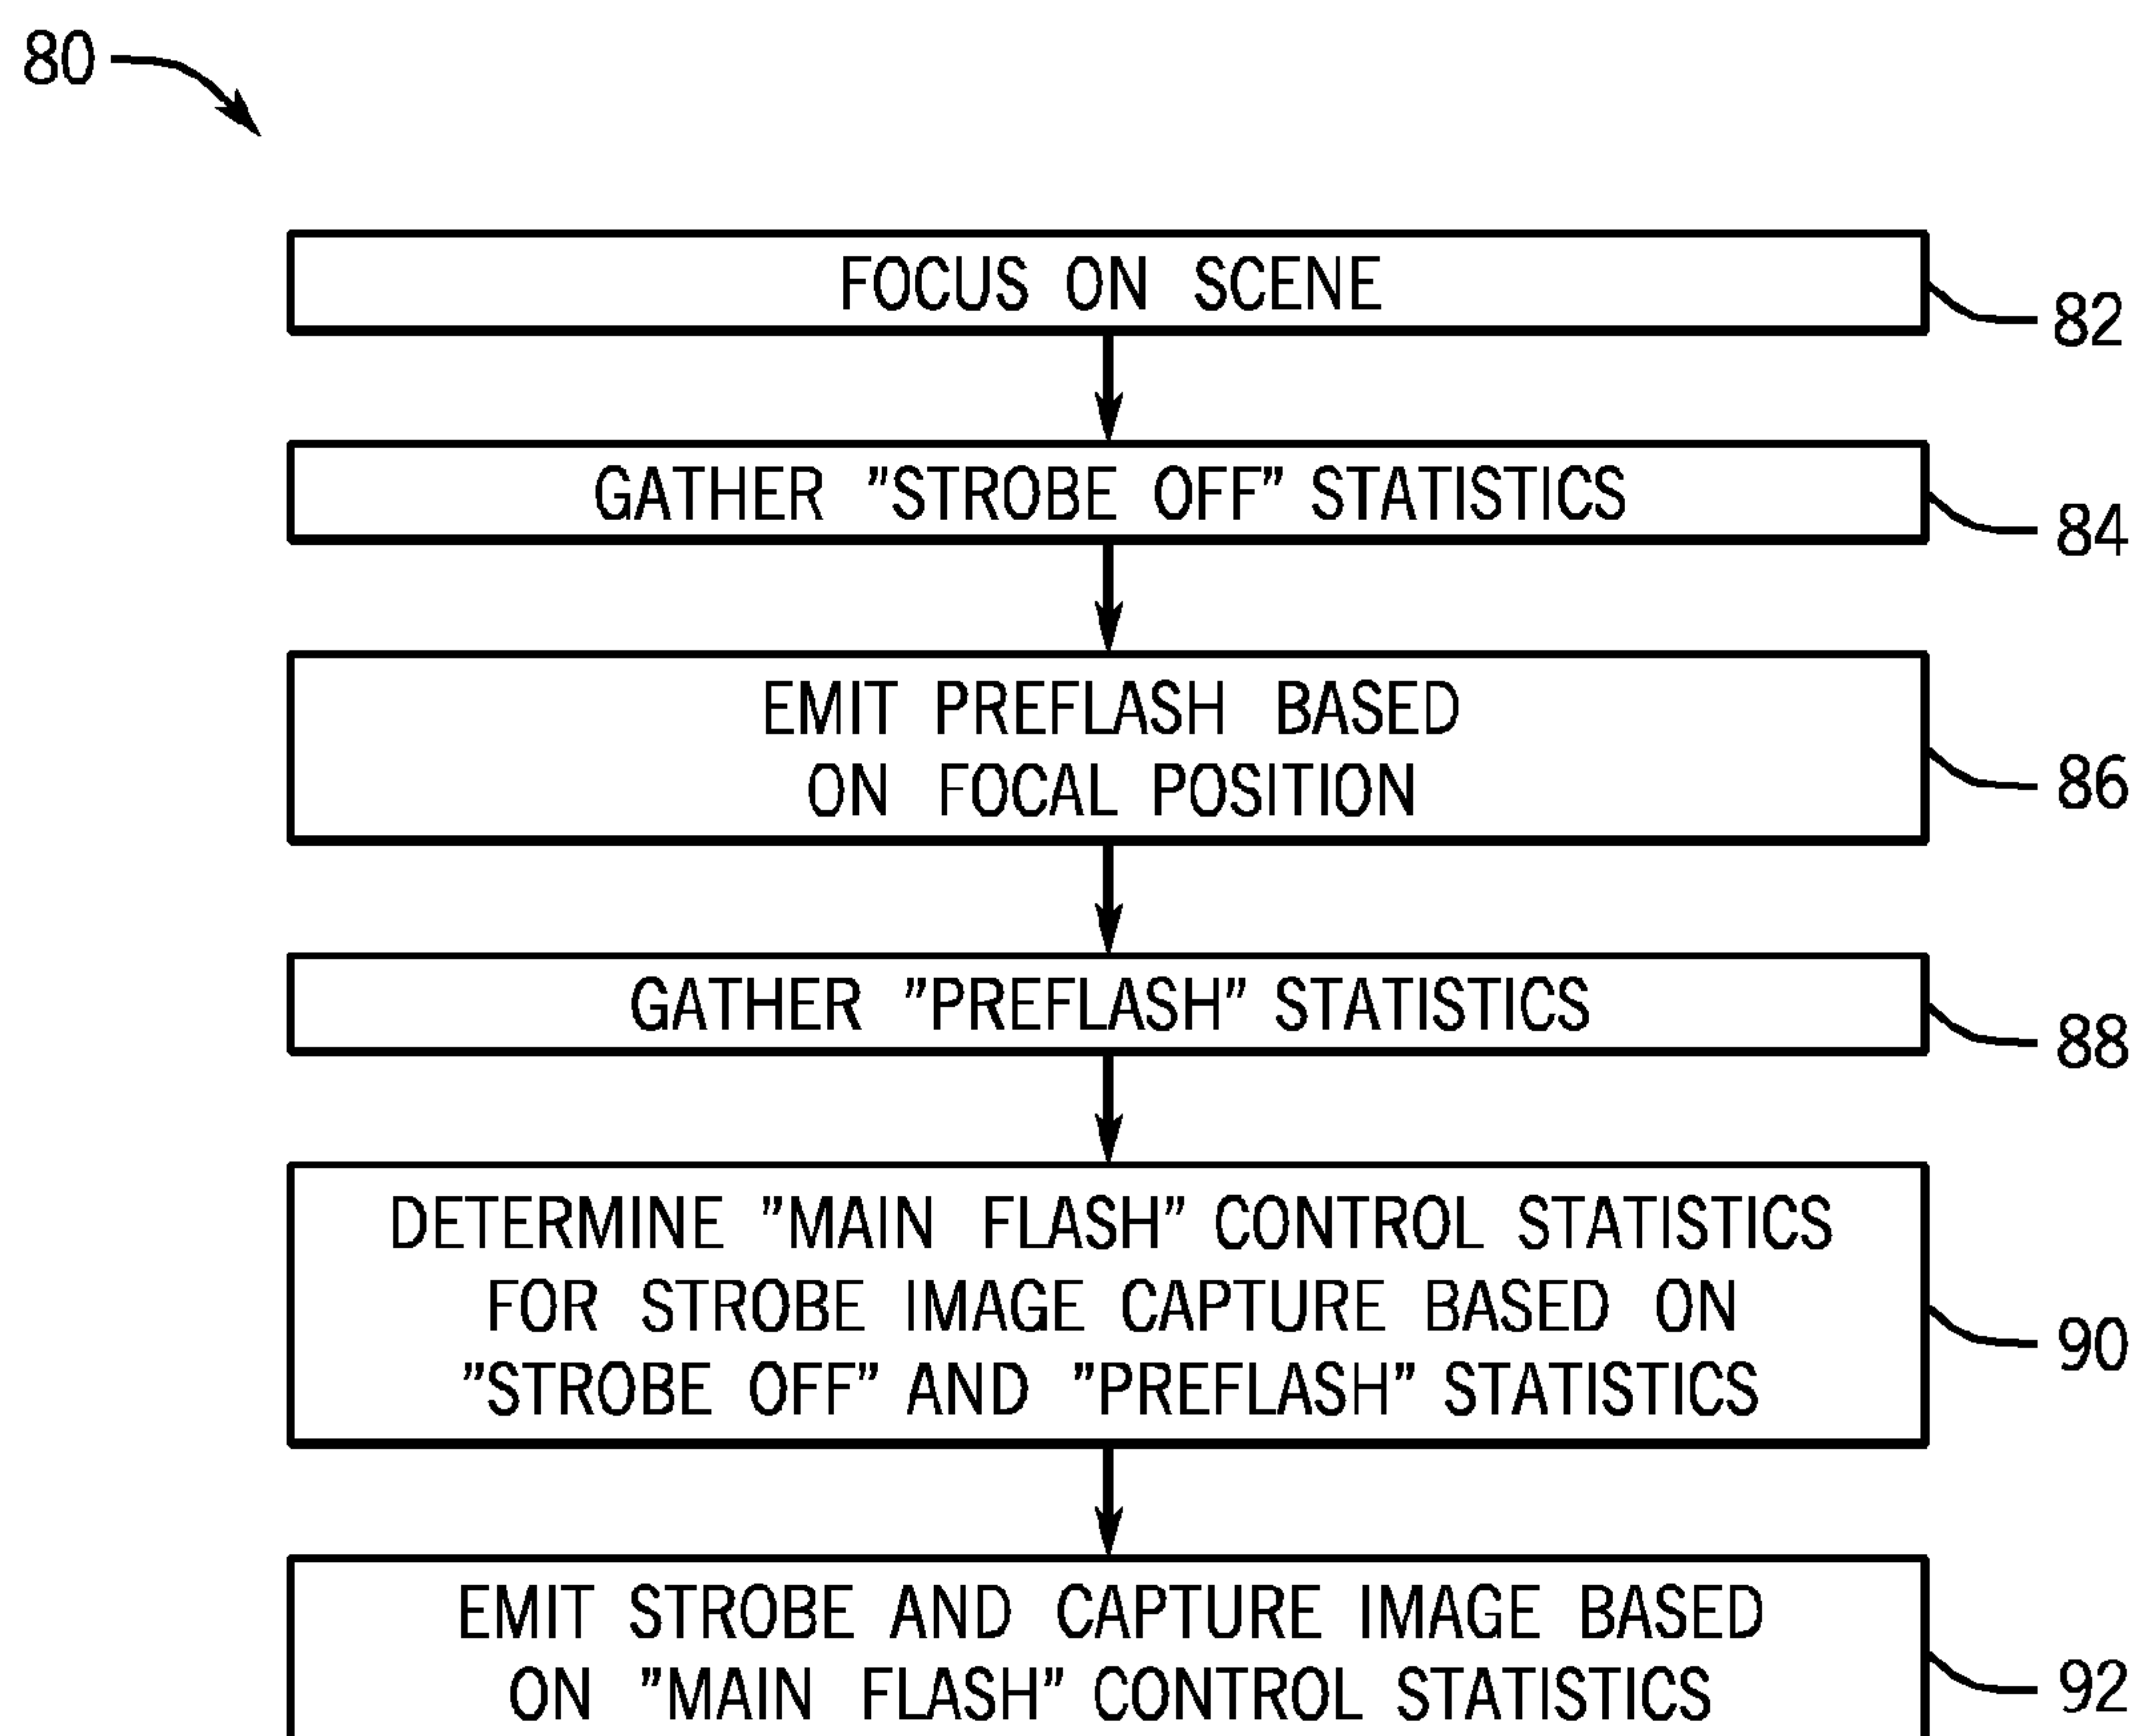 80
FOCUS ON SCENE
82
GATHER "STROBE OFF" STATISTICS
84
EMIT PREFLASH BASED
ON FOCAL POSITION
86
GATHER "PREFLASH" STATISTICS
88
DETERMINE "MAIN FLASH" CONTROL STATISTICS
FOR STROBE IMAGE CAPTURE BASED ON
"STROBE OFF" AND "PREFLASH" STATISTICS
90
EMIT STROBE AND CAPTURE IMAGE BASED
ON "MAIN FLASH" CONTROL STATISTICS
92